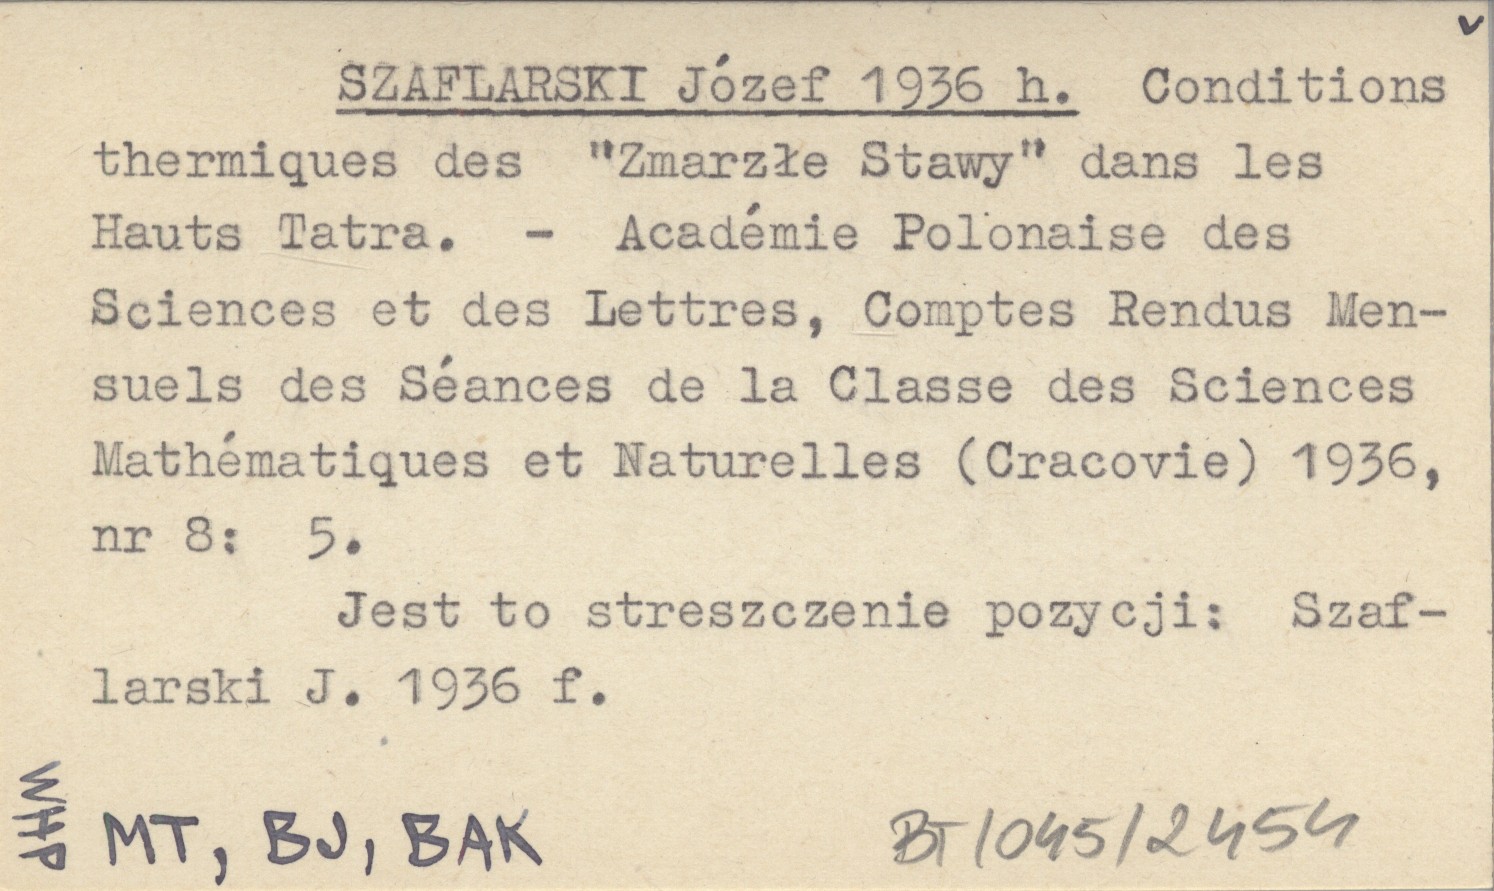 SZAFLARSKI Józef 1936 h. Conditions
thermiques des "Zmarzłe Stawy" dans les
Hauts Tatra. - Académie Polonaise des
Sciences et des Lettres, Comptes Rendus Men-
suels des Séances de la Classe des Sciences
Mathématiques et Naturelles (Cracovie) 1936,
nr 8: 5.
Jest to streszczenie pozycji: Szaf-
larski J. 1936 f.
WHP
MT, BJ, BAK
BT/045/2454